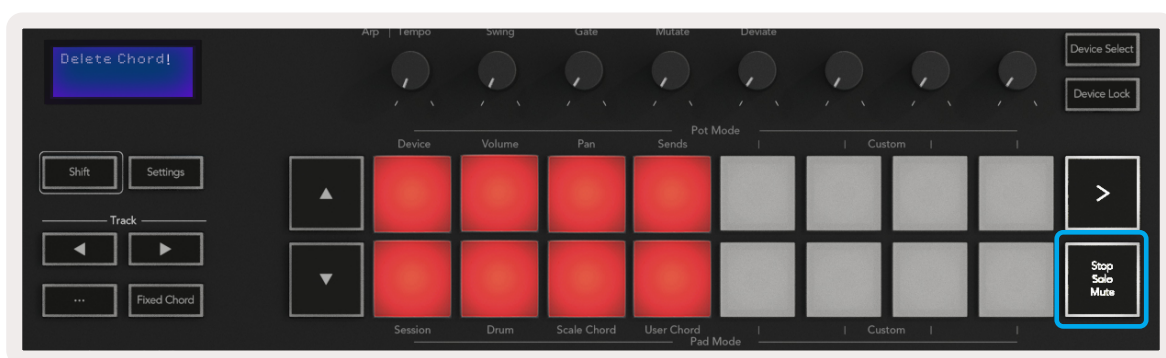 Arp | Tempo Swing Gate Mutate Deviate
Delete Chord!
Device Select
Device Lock
Pot Mode
Device Volume Pan Sends | | Custom | |
Shift Settings
>
Track
Stop
Solo
Mute
... Fixed Chord
Session Drum Scale Chord User Chord | | Custom | |
Pad Mode